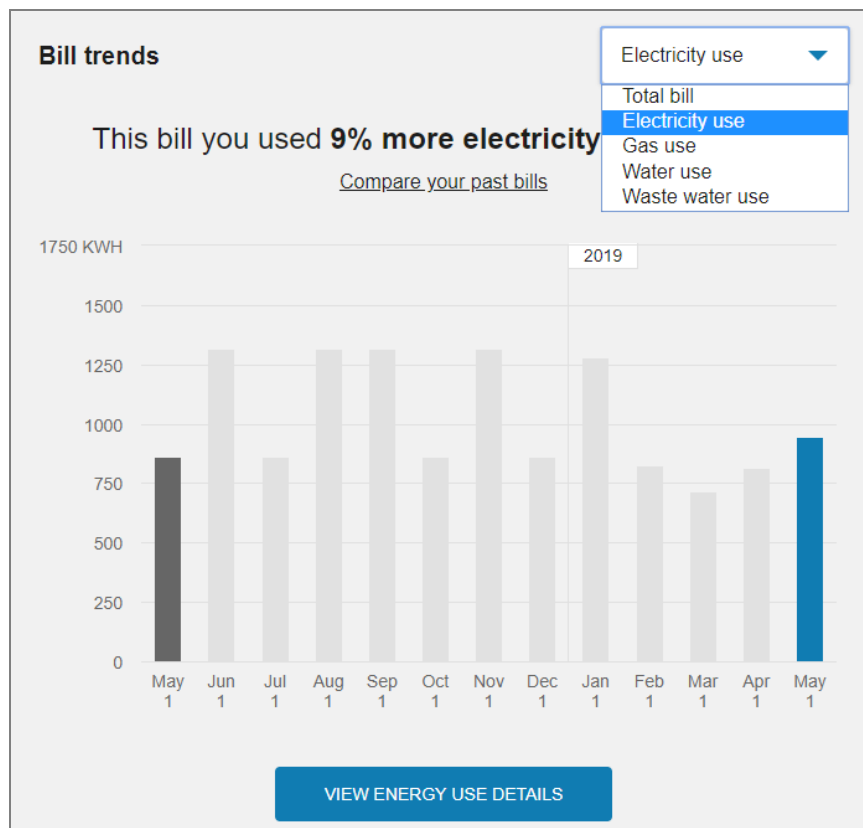 Bill trends
Electricity use
Total bill
Electricity use
Gas use
Water use
Waste water use
This bill you used 9% more electricity
Compare your past bills
1750 KWH
2019
1500
1250
1000
750
500
250
0
May Jun Jul Aug Sep Oct Nov Dec Jan Feb Mar Apr May
1 1 1 1 1 1 1 1 1 1 1 1 1
VIEW ENERGY USE DETAILS